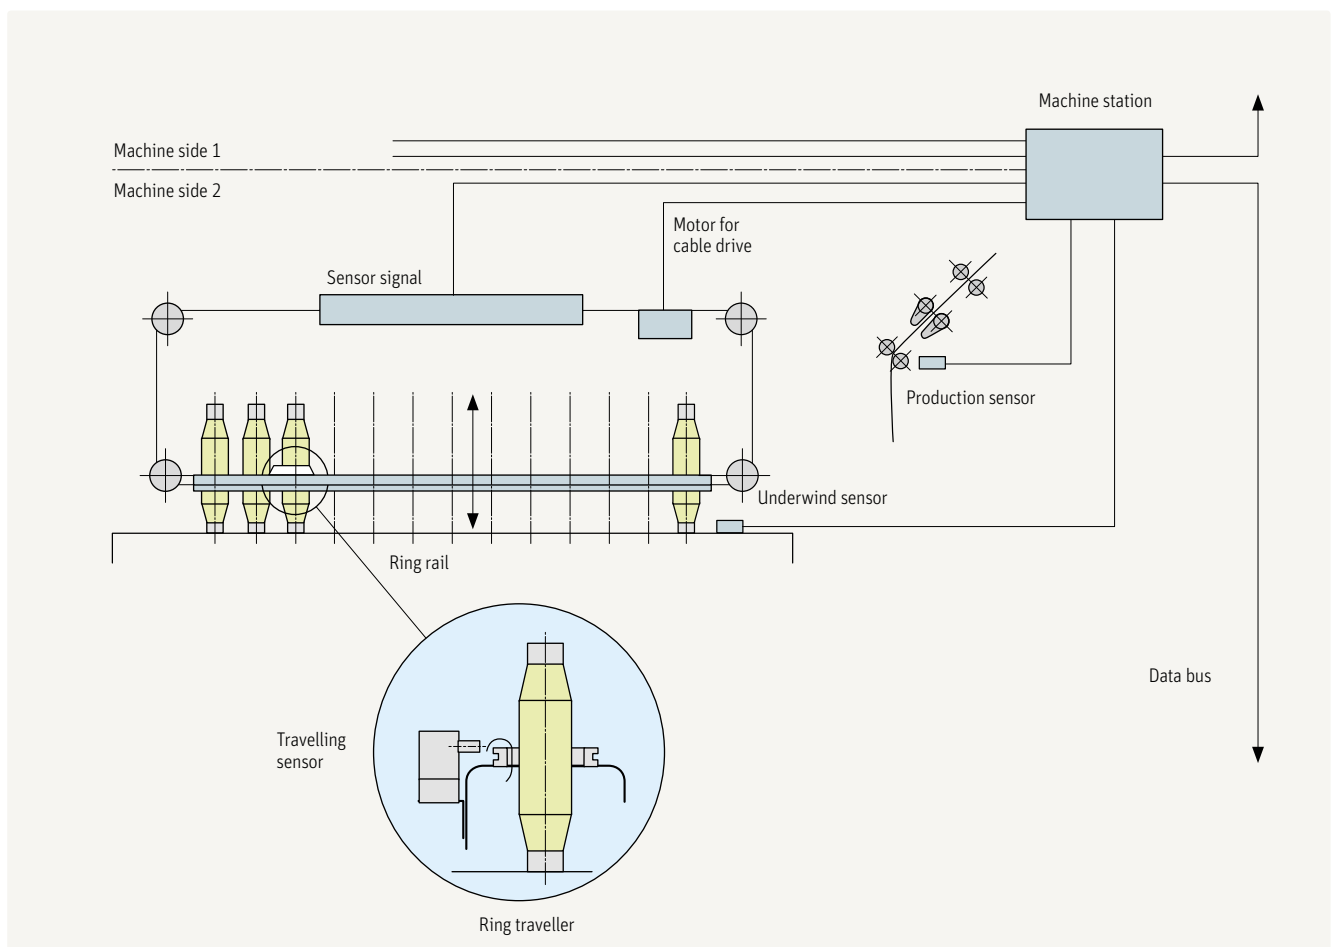 Machine station
Machine side 1
Machine side 2
Motor for
cable drive
Sensor signal
Production sensor
Underwind sensor
Ring rail
Data bus
Travelling
sensor
Ring traveller